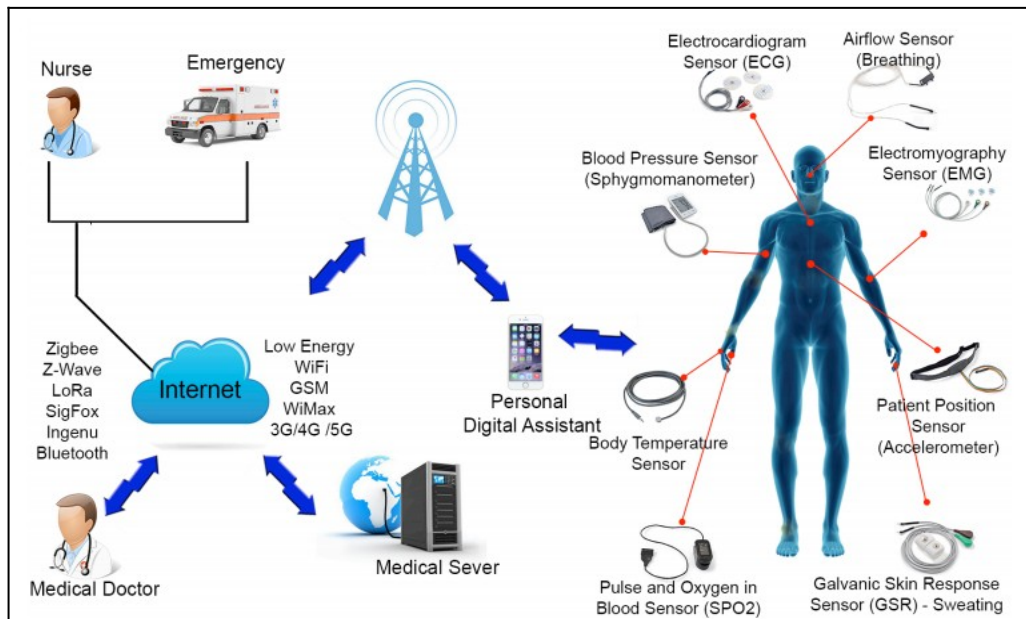 Nurse
Emergency
Electrocardiogram
Sensor (ECG)
Airflow Sensor
(Breathing)
Blood Pressure Sensor
(Sphygmomanometer)
Electromyography
Sensor (EMG)
Zigbee
Z-Wave
LoRa
SigFox
Ingenu
Bluetooth
Internet
Low Energy
WiFi
GSM
WiMax
3G/4G /5G
Personal
Digital Assistant
Body Temperature
Sensor
Patient Position
Sensor
(Accelerometer)
Medical Doctor
Medical Sever
Pulse and Oxygen in
Blood Sensor (SPO2)
Galvanic Skin Response
Sensor (GSR) - Sweating